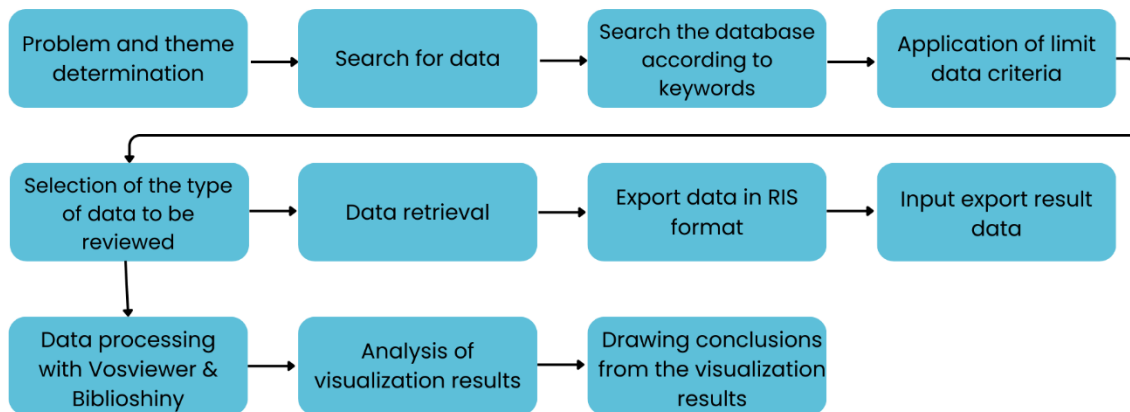 Problem and theme
determination
Search for data
Search the database
according to
keywords
Application of limit
data criteria
Selection of the type
of data to be
reviewed
Data retrieval
Export data in RIS
format
Input export result
data
Data processing
with Vosviewer &
Biblioshiny
Analysis of
visualization results
Drawing conclusions
from the visualization
results